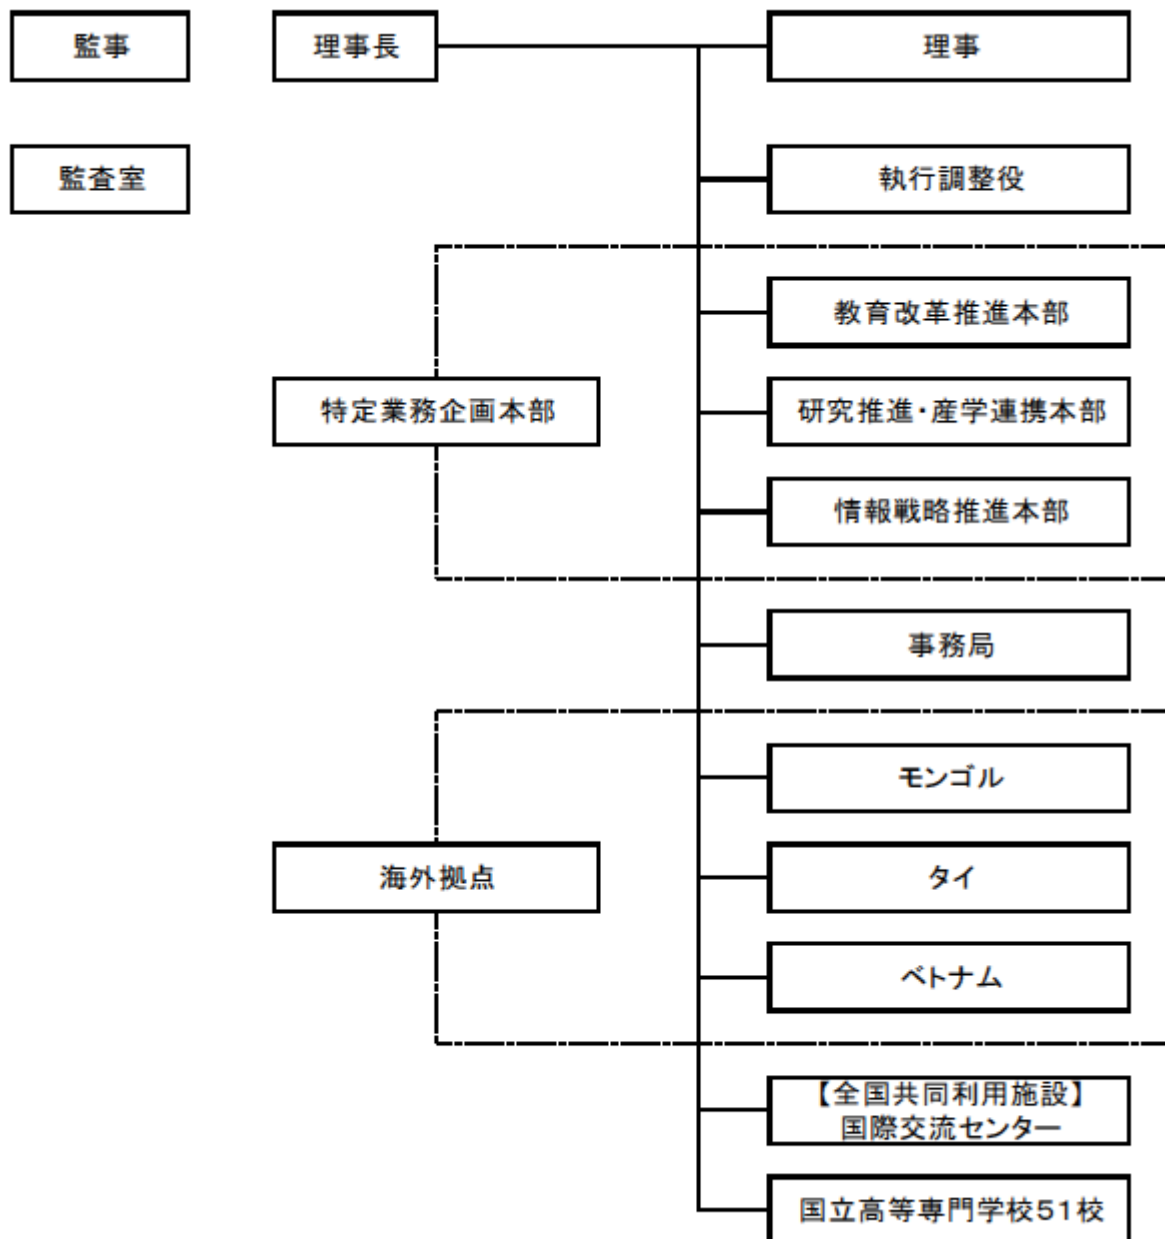 監事
理事長
理事
監査室
執行調整役
教育改革推進本部
特定業務企画本部
研究推進・産学連携本部
情報戦略推進本部
事務局
モンゴル
海外拠点
タイ
ベトナム
【全国共同利用施設】
国際交流センター
国立高等専門学校51校